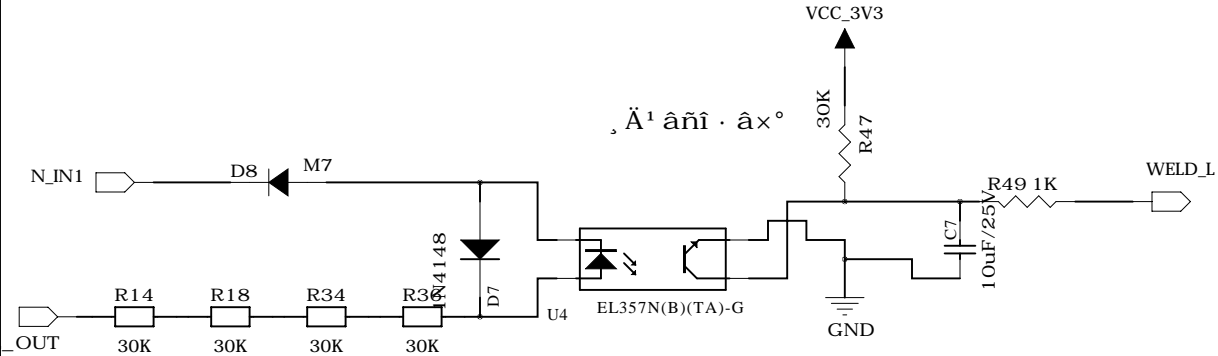 VCC_3V3
30K
R47
¸Ä¹âñî·â×°
N_IN1
D8
M7
R49 1K
WELD_L
C7
10uF/25V
1N4148
D7
R14
R18
R34
R36
U4
EL357N(B)(TA)-G
GND
_OUT
30K
30K
30K
30K